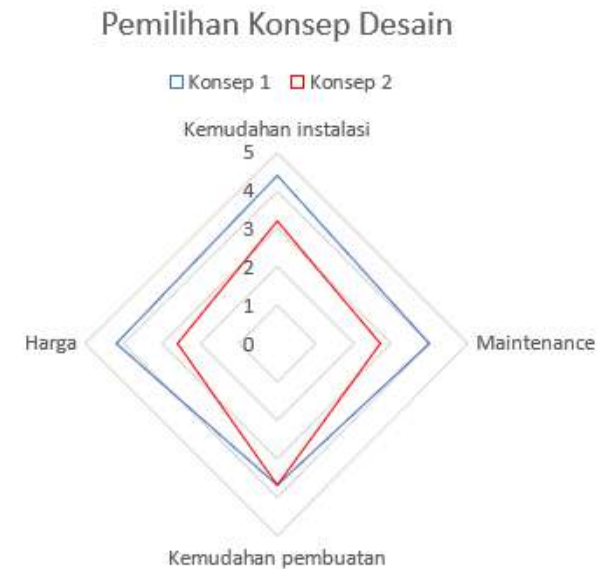 Pemilihan Konsep Desain
Konsep 1 Konsep 2
Kemudahan instalasi
5
4
3
2
1
Harga 0 Maintenance
Kemudahan pembuatan